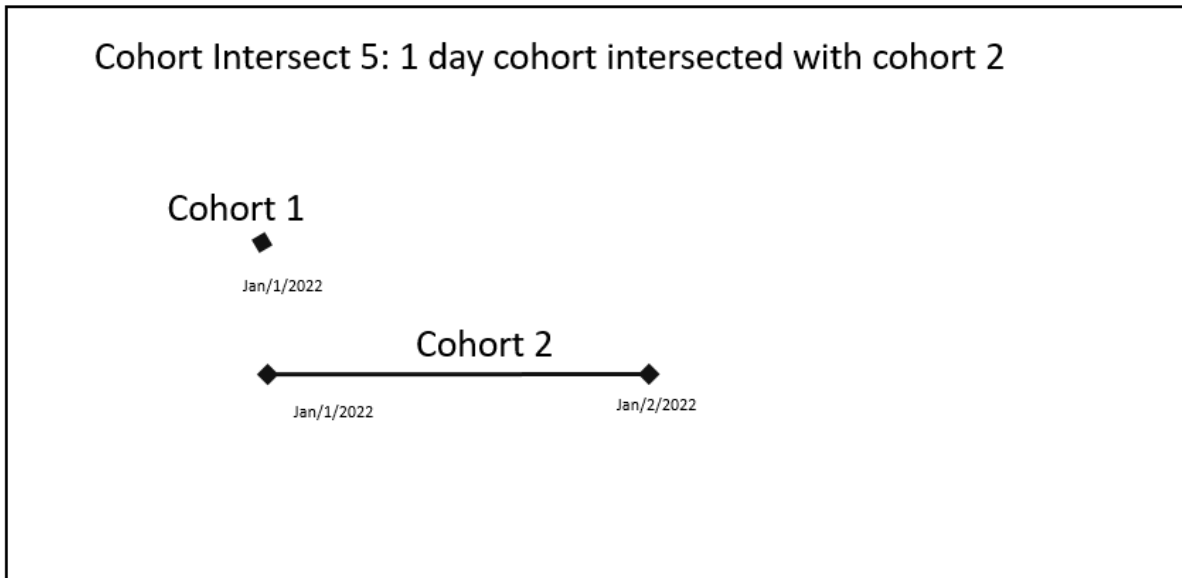 Cohort Intersect 5: 1 day cohort intersected with cohort 2
Cohort 1
Jan/1/2022
Cohort 2
Jan/1/2022
Jan/2/2022